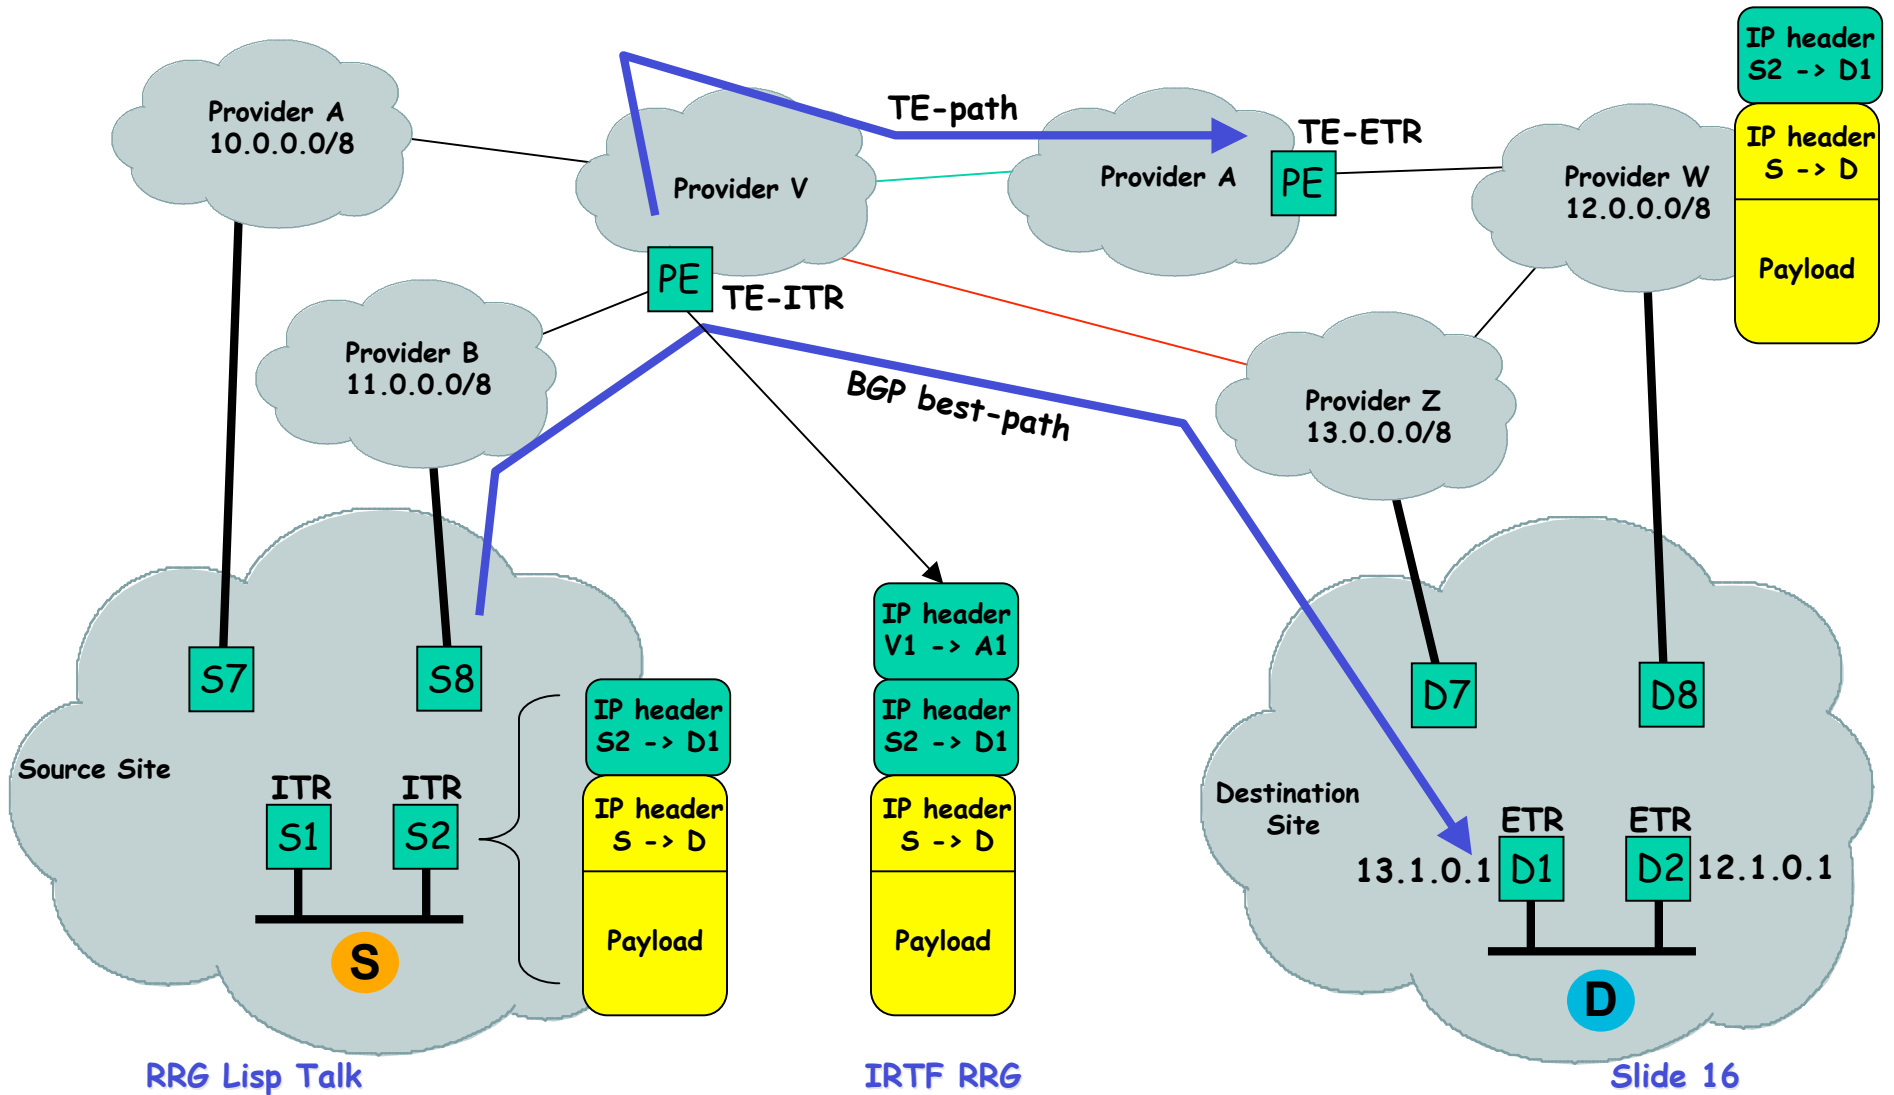 IP header
S2 -> D1
IP header
S -> D
Payload
Provider A
10.0.0.0/8
TE-path
TE-ETR
Provider V
Provider A
PE
Provider W
12.0.0.0/8
PE
TE-ITR
Provider B
11.0.0.0/8
BGP best-path
Provider Z
13.0.0.0/8
S7
S8
D7
D8
IP header
V1 -> A1
IP header
S2 -> D1
IP header
S -> D
Payload
IP header
S2 -> D1
IP header
S -> D
Payload
Source Site
ITR
S1
ITR
S2
S
Destination
Site
ETR
13.1.0.1
D1
ETR
D2
12.1.0.1
D
RRG Lisp Talk
IRTF RRG
Slide 16